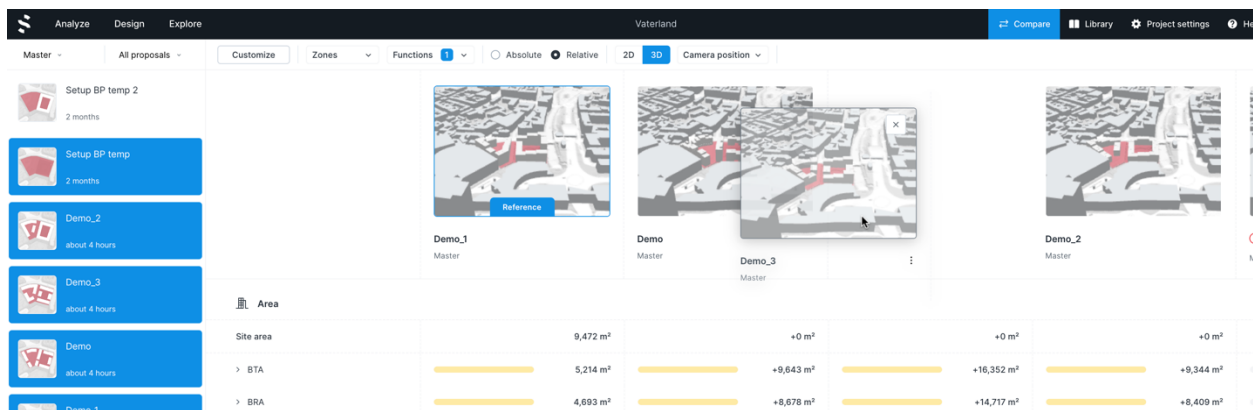 Analyze Design Explore Vaterland Compare Library Project settings
Master All proposals Customize Zones Functions 1 Absolute Relative 2D 3D Camera position
Setup BP temp 2
2 months
Setup BP temp
2 months
Demo_2
about 4 hours
Demo_3
about 4 hours
Demo
about 4 hours
Demo_1
Reference
Demo_1
Master
Demo
Master
Demo_3
Master
Demo_2
Master
Area
Site area 9,472 m² +0 m² +0 m² +0 m²
BTA 5,214 m² +9,643 m² +16,352 m² +9,344 m²
BRA 4,693 m² +8,678 m² +14,717 m² +8,409 m²